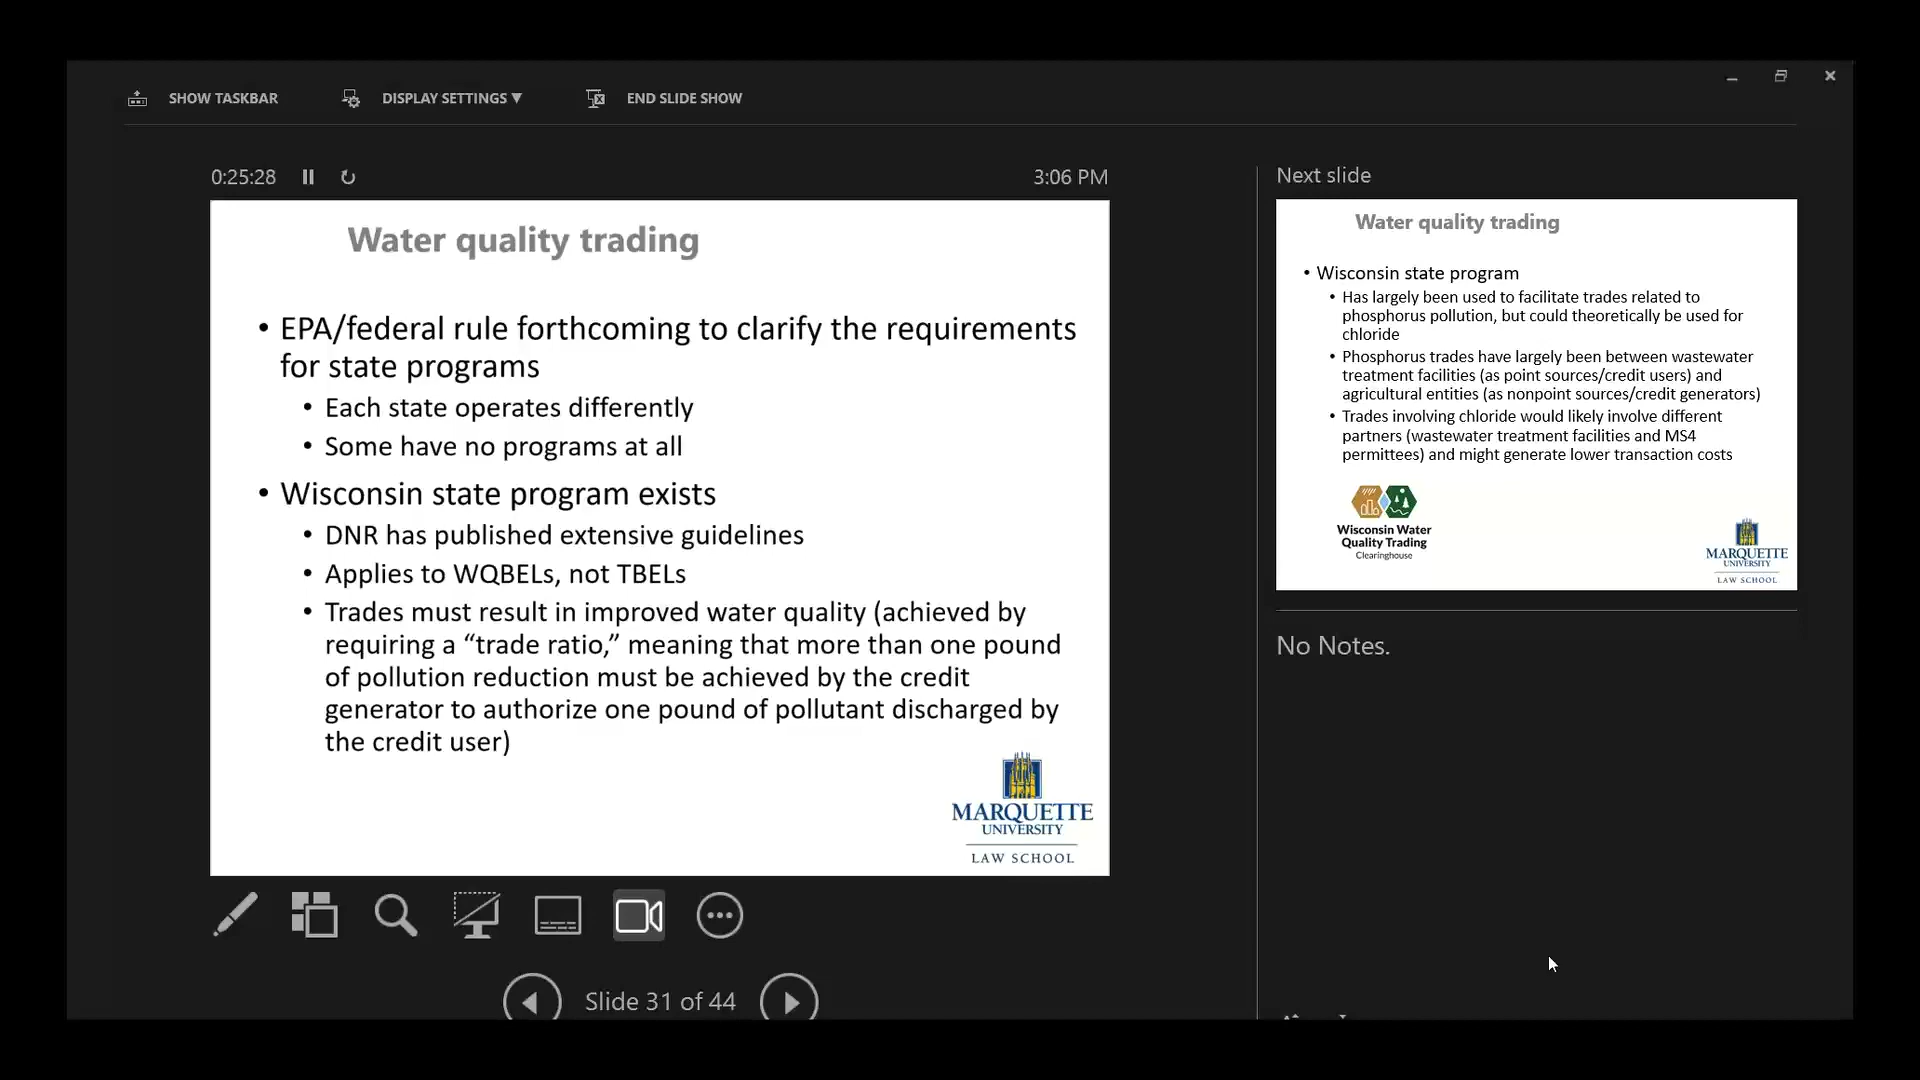 SHOW TASKBAR
DISPLAY SETTINGS ▼
END SLIDE SHOW
0:25:28
3:06 PM
Water quality trading
• EPA/federal rule forthcoming to clarify the requirements
for state programs
• Each state operates differently
• Some have no programs at all
• Wisconsin state program exists
• DNR has published extensive guidelines
• Applies to WQBELs, not TBELs
• Trades must result in improved water quality (achieved by
requiring a “trade ratio,” meaning that more than one pound
of pollution reduction must be achieved by the credit
generator to authorize one pound of pollutant discharged by
the credit user)
MARQUETTE
UNIVERSITY
LAW SCHOOL
Slide 31 of 44
Next slide
Water quality trading
• Wisconsin state program
• Has largely been used to facilitate trades related to
phosphorus pollution, but could theoretically be used for
chloride
• Phosphorus trades have largely been between wastewater
treatment facilities (as point sources/credit users) and
agricultural entities (as nonpoint sources/credit generators)
• Trades involving chloride would likely involve different
partners (wastewater treatment facilities and MS4
permittees) and might generate lower transaction costs
Wisconsin Water
Quality Trading
Clearinghouse
MARQUETTE
UNIVERSITY
LAW SCHOOL
No Notes.